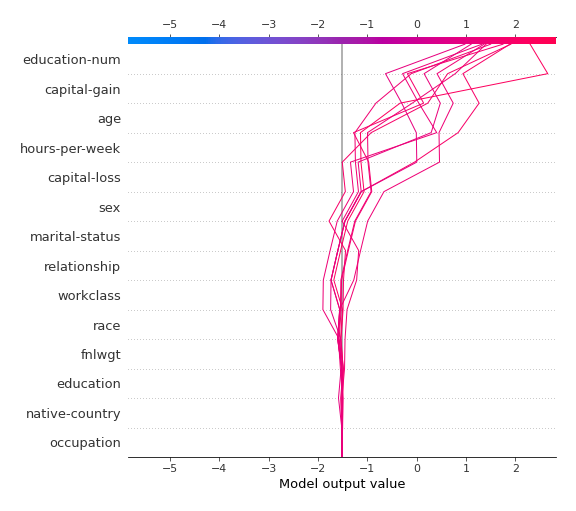 −5 −4 −3 −2 −1 0 1 2
education-num
capital-gain
age
hours-per-week
capital-loss
sex
marital-status
relationship
workclass
race
fnlwgt
education
native-country
occupation
−5 −4 −3 −2 −1 0 1 2
Model output value